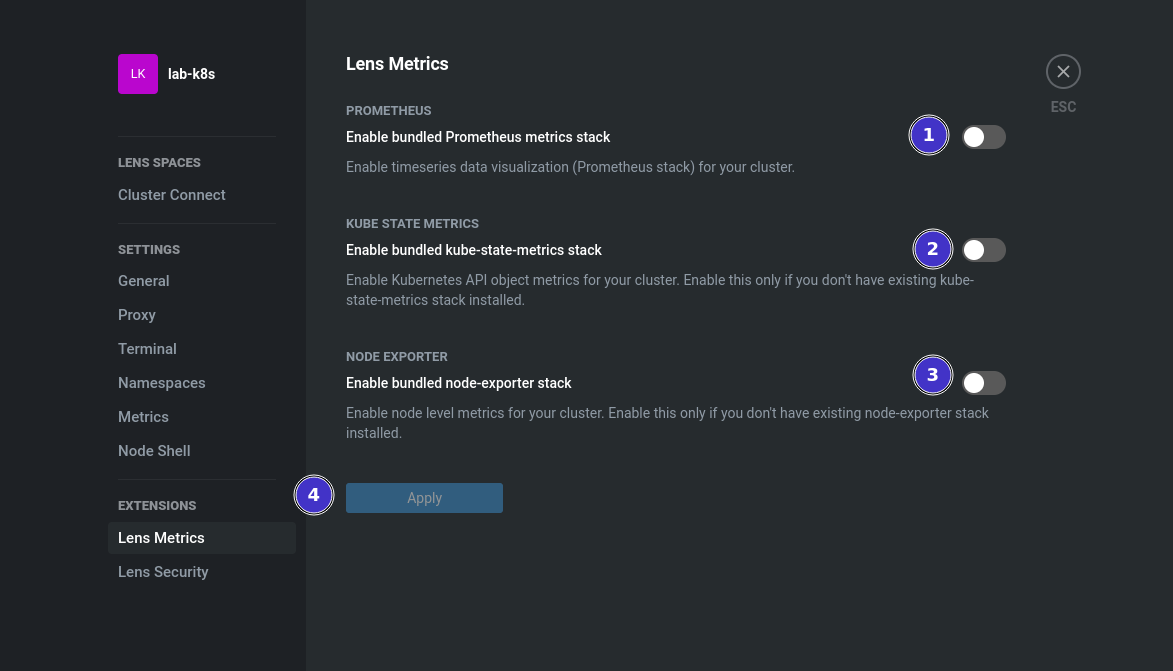 LK
lab-k8s
LENS SPACES
Cluster Connect
SETTINGS
General
Proxy
Terminal
Namespaces
Metrics
Node Shell
EXTENSIONS
Lens Metrics
Lens Security
Lens Metrics
ESC
PROMETHEUS
Enable bundled Prometheus metrics stack
1
Enable timeseries data visualization (Prometheus stack) for your cluster.
KUBE STATE METRICS
Enable bundled kube-state-metrics stack
2
Enable Kubernetes API object metrics for your cluster. Enable this only if you don't have existing kube-
state-metrics stack installed.
NODE EXPORTER
Enable bundled node-exporter stack
3
Enable node level metrics for your cluster. Enable this only if you don't have existing node-exporter stack
installed.
4
Apply